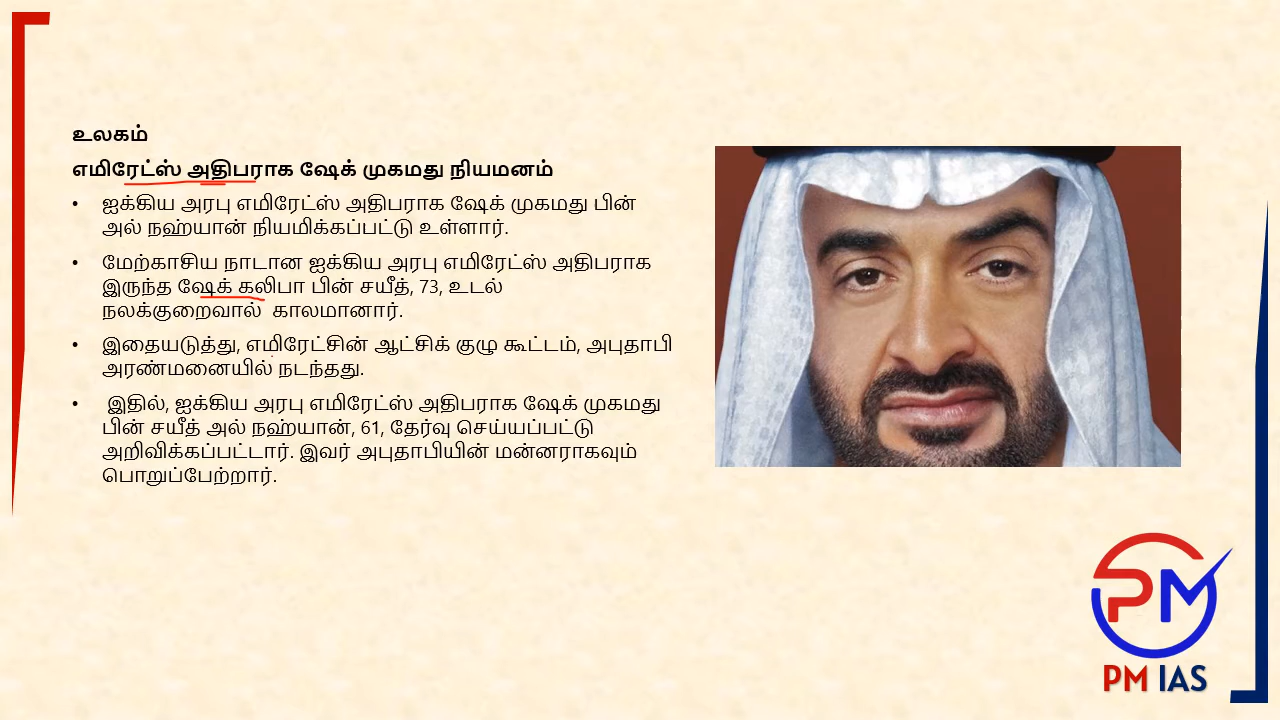 உலகம்
எமிரேட்ஸ் அதிபராக ஷேக் முகமது நியமனம்
• ஐக்கிய அரபு எமிரேட்ஸ் அதிபராக ஷேக் முகமது பின்
அல் நஹ்யான் நியமிக்கப்பட்டு உள்ளார்.
• மேற்காசிய நாடான ஐக்கிய அரபு எமிரேட்ஸ் அதிபராக
இருந்த ஷேக் கலிபா பின் சயீத், 73, உடல்
நலக்குறைவால் காலமானார்.
• இதையடுத்து, எமிரேட்சின் ஆட்சிக் குழு கூட்டம், அபுதாபி
அரண்மனையில் நடந்தது.
• இதில், ஐக்கிய அரபு எமிரேட்ஸ் அதிபராக ஷேக் முகமது
பின் சயீத் அல் நஹ்யான், 61, தேர்வு செய்யப்பட்டு
அறிவிக்கப்பட்டார். இவர் அபுதாபியின் மன்னராகவும்
பொறுப்பேற்றார்.
PM
PM IAS